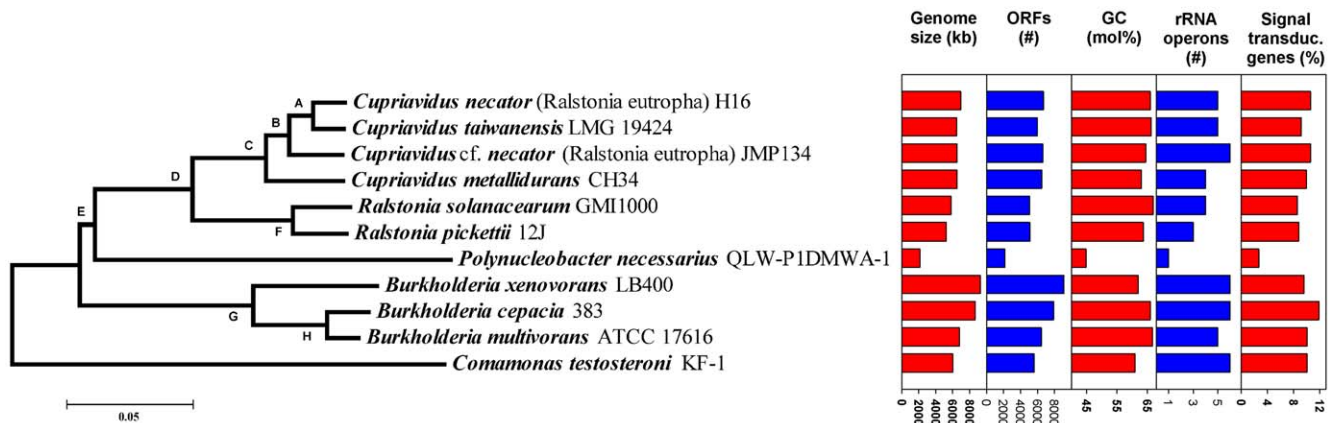 Genome size (kb)
ORFs (#)
GC (mol%)
rRNA operons (#)
Signal transduc. genes (%)
A
B
C
D
E
F
G
H
Cupriavidus necator (Ralstonia eutropha) H16
Cupriavidus taiwanensis LMG 19424
Cupriavidus cf. necator (Ralstonia eutropha) JMP134
Cupriavidus metallidurans CH34
Ralstonia solanacearum GMI1000
Ralstonia pickettii 12J
Polynucleobacter necessarius QLW-P1DMWA-1
Burkholderia xenovorans LB400
Burkholderia cepacia 383
Burkholderia multivorans ATCC 17616
Comamonas testosteroni KF-1
0.05
0 2000 4000 6000 8000
0 2000 4000 6000 8000
45 55 65
1 3 5
0 4 8 12